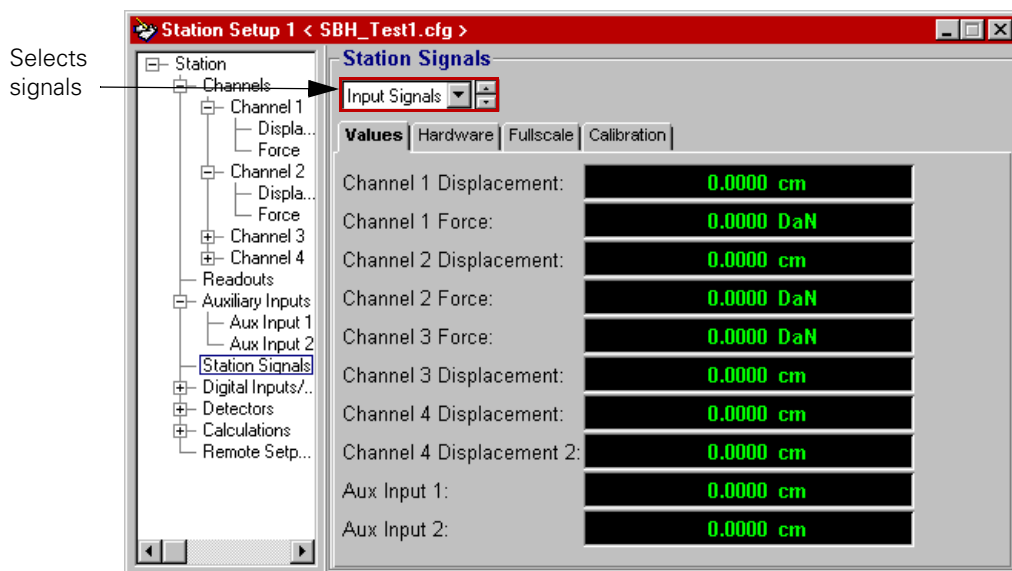 Station Setup 1 < SBH_Test1.cfg >
Selects
signals
Station
Channels
Channel 1
Displa...
Force
Channel 2
Displa...
Force
Channel 3
Channel 4
Readouts
Auxiliary Inputs
Aux Input 1
Aux Input 2
Station Signals
Digital Inputs/..
Detectors
Calculations
Remote Setp...
Station Signals
Input Signals
Values Hardware Fullscale Calibration
Channel 1 Displacement: 0.0000 cm
Channel 1 Force: 0.0000 DaN
Channel 2 Displacement: 0.0000 cm
Channel 2 Force: 0.0000 DaN
Channel 3 Force: 0.0000 DaN
Channel 3 Displacement: 0.0000 cm
Channel 4 Displacement: 0.0000 cm
Channel 4 Displacement 2: 0.0000 cm
Aux Input 1: 0.0000 cm
Aux Input 2: 0.0000 cm